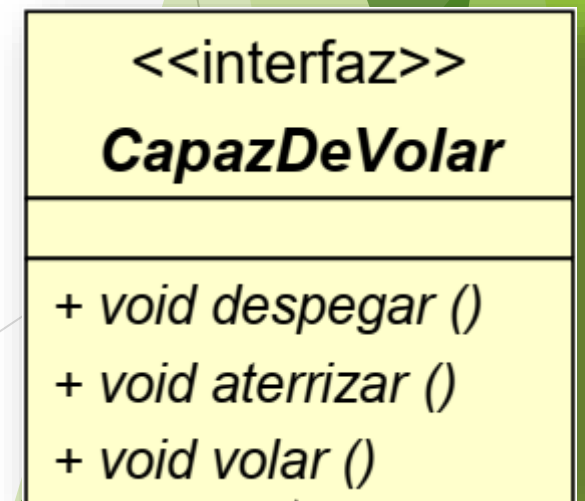 <<interfaz>>
CapazDeVolar
+ void despegar ()
+ void aterrizar ()
+ void volar ()